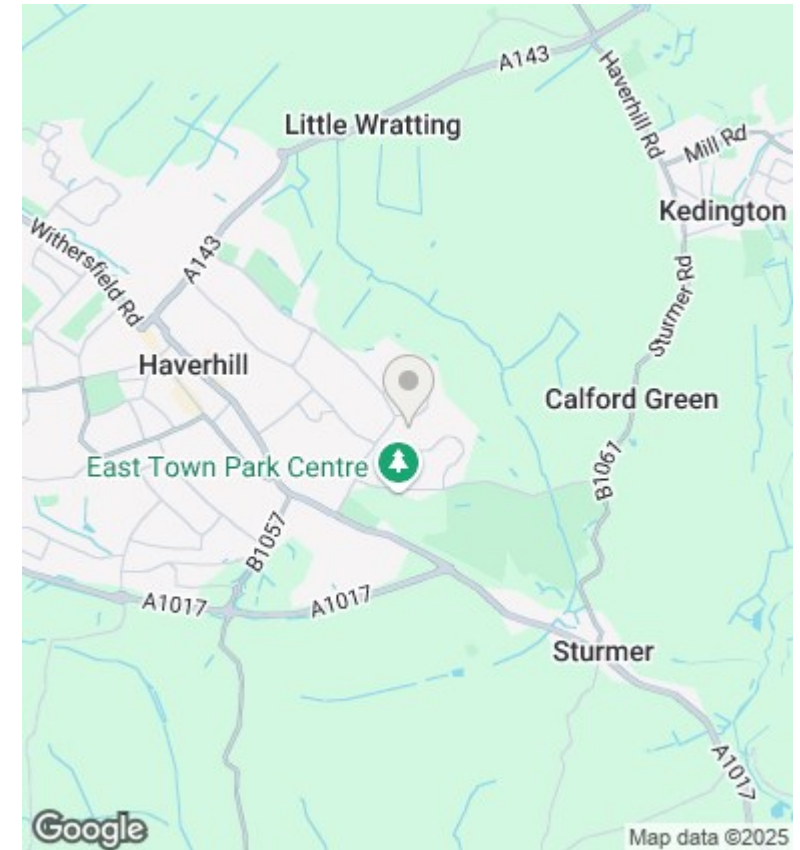 A143
Haverhill Rd
Little Wratting
Mill Rd
Kedington
Withersfield Rd
A143
Sturmer Rd
Haverhill
Calford Green
East Town Park Centre
B1061
B1057
A1017
A1017
Sturmer
A1017
Google
Map data ©2025